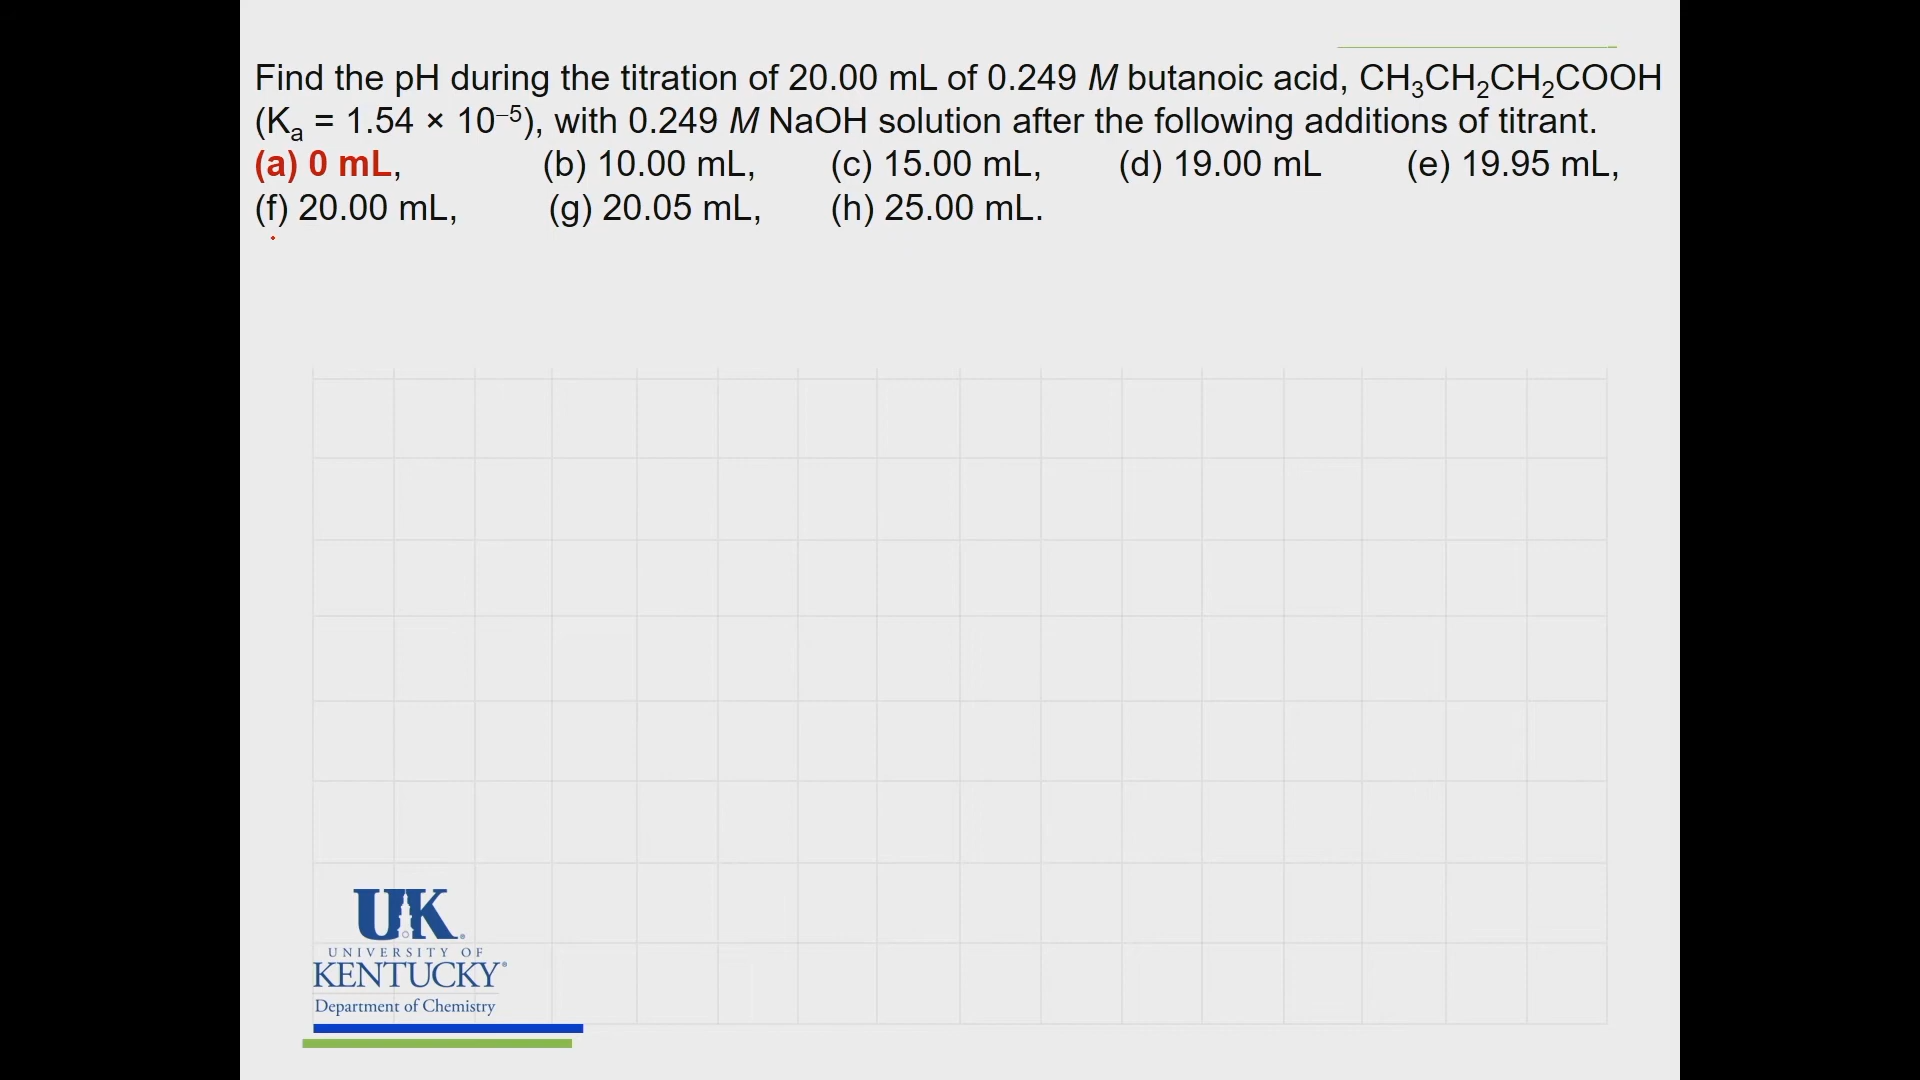 Find the pH during the titration of 20.00 mL of 0.249 M butanoic acid, CH₃CH₂CH₂COOH
(Kₐ = 1.54 × 10⁻⁵), with 0.249 M NaOH solution after the following additions of titrant.
(a) 0 mL, (b) 10.00 mL, (c) 15.00 mL, (d) 19.00 mL (e) 19.95 mL,
(f) 20.00 mL, (g) 20.05 mL, (h) 25.00 mL.
UK
UNIVERSITY OF
KENTUCKY®
Department of Chemistry